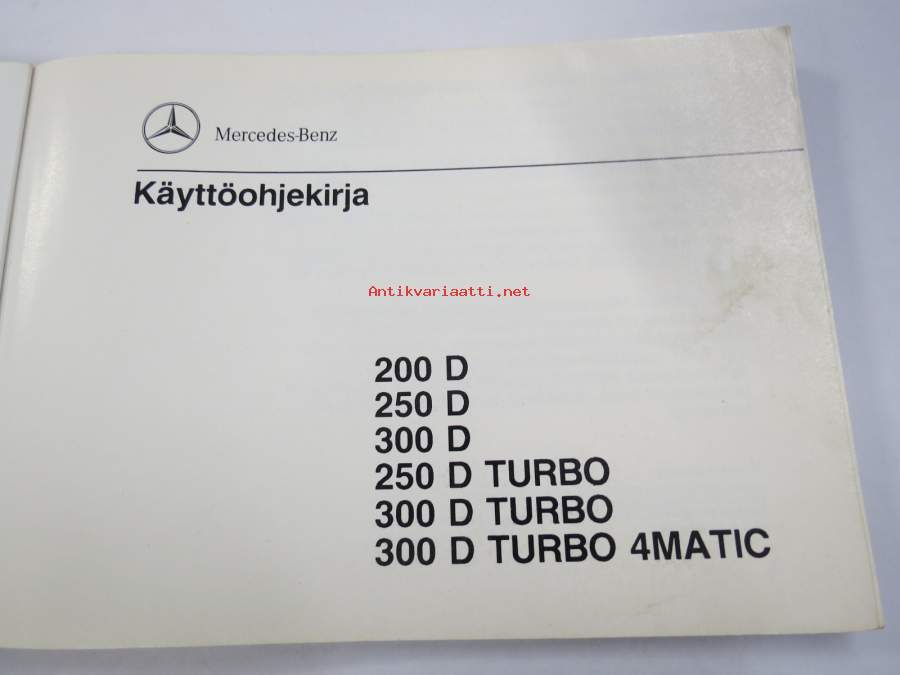 Mercedes-Benz
Käyttöohjekirja
Antikvariaatti.net
200 D
250 D
300 D
250 D TURBO
300 D TURBO
300 D TURBO 4MATIC